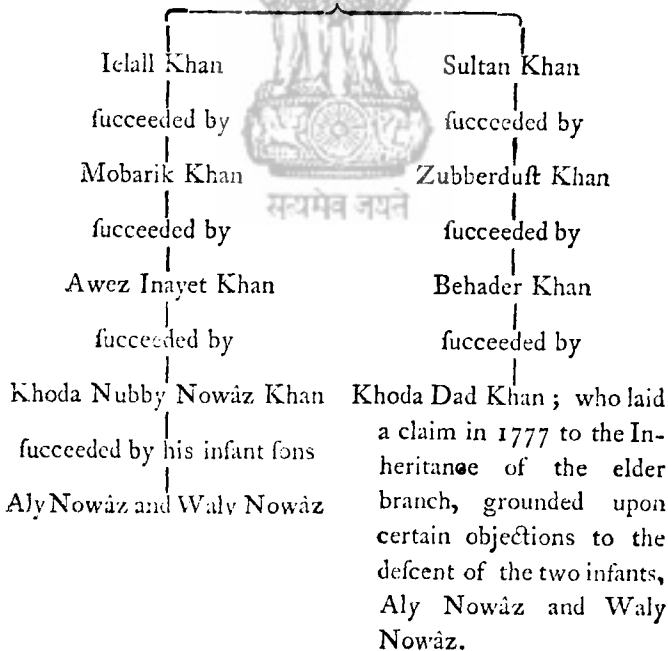 Ielall Khan
ſucceeded by
Mobarik Khan
ſucceeded by
Awez Inayet Khan
ſucceeded by
Khoda Nubby Nowâz Khan
ſucceeded by his infant ſons
Aly Nowâz and Waly Nowâz
Sultan Khan
ſucceeded by
Zubberduſt Khan
ſucceeded by
Behader Khan
ſucceeded by
Khoda Dad Khan ; who laid
a claim in 1777 to the In-
heritance of the elder
branch, grounded upon
certain objections to the
deſcent of the two infants,
Aly Nowâz and Waly
Nowâz.
सत्यमेव जयते